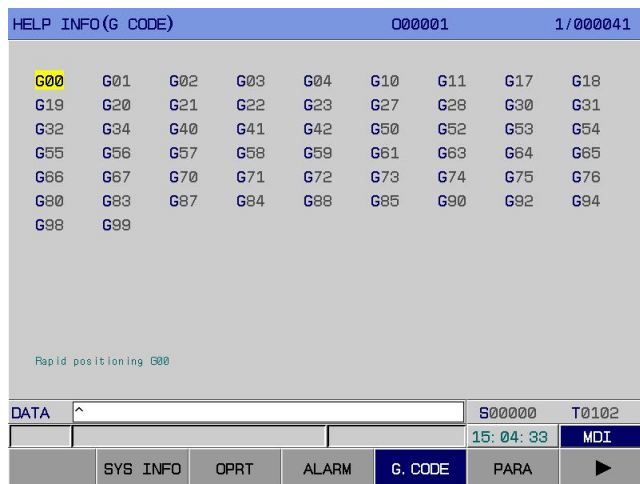 HELP INFO(G CODE) O00001 1/000041
G00 G01 G02 G03 G04 G10 G11 G17 G18
G19 G20 G21 G22 G23 G27 G28 G30 G31
G32 G34 G40 G41 G42 G50 G52 G53 G54
G55 G56 G57 G58 G59 G61 G63 G64 G65
G66 G67 G70 G71 G72 G73 G74 G75 G76
G80 G83 G87 G84 G88 G85 G90 G92 G94
G98 G99
Rapid positioning G00
DATA ^ S00000 T0102
15:04:33 MDI
SYS INFO OPRT ALARM G.CODE PARA